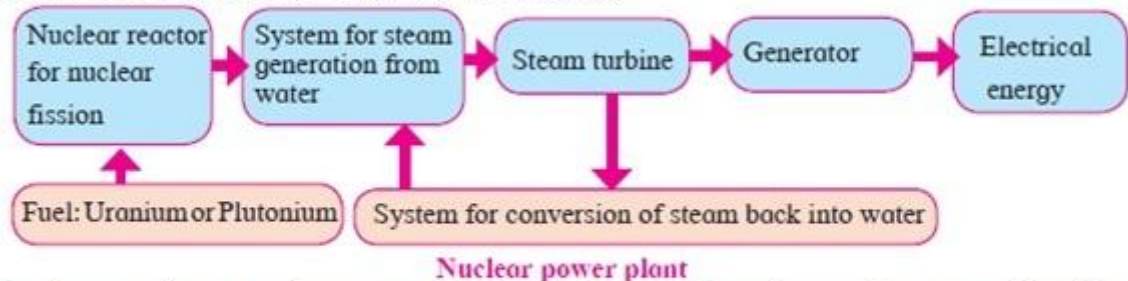 Nuclear reactor
for nuclear
fission
System for steam
generation from
water
Steam turbine
Generator
Electrical
energy
Fuel: Uranium or Plutonium
System for conversion of steam back into water
Nuclear power plant